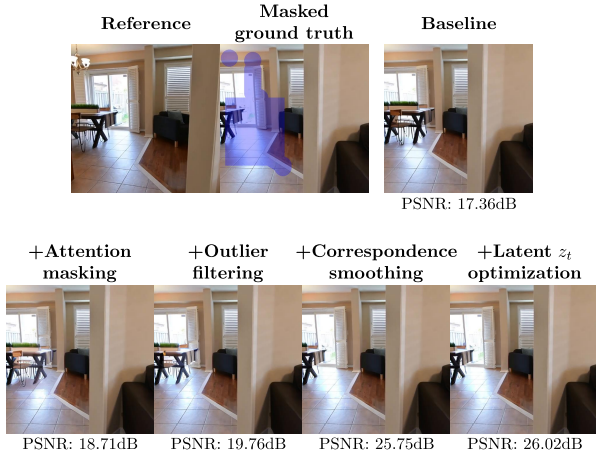 Reference
Masked
ground truth
Baseline
PSNR: 17.36dB
+Attention
masking
+Outlier
filtering
+Correspondence
smoothing
+Latent z_t
optimization
PSNR: 18.71dB
PSNR: 19.76dB
PSNR: 25.75dB
PSNR: 26.02dB